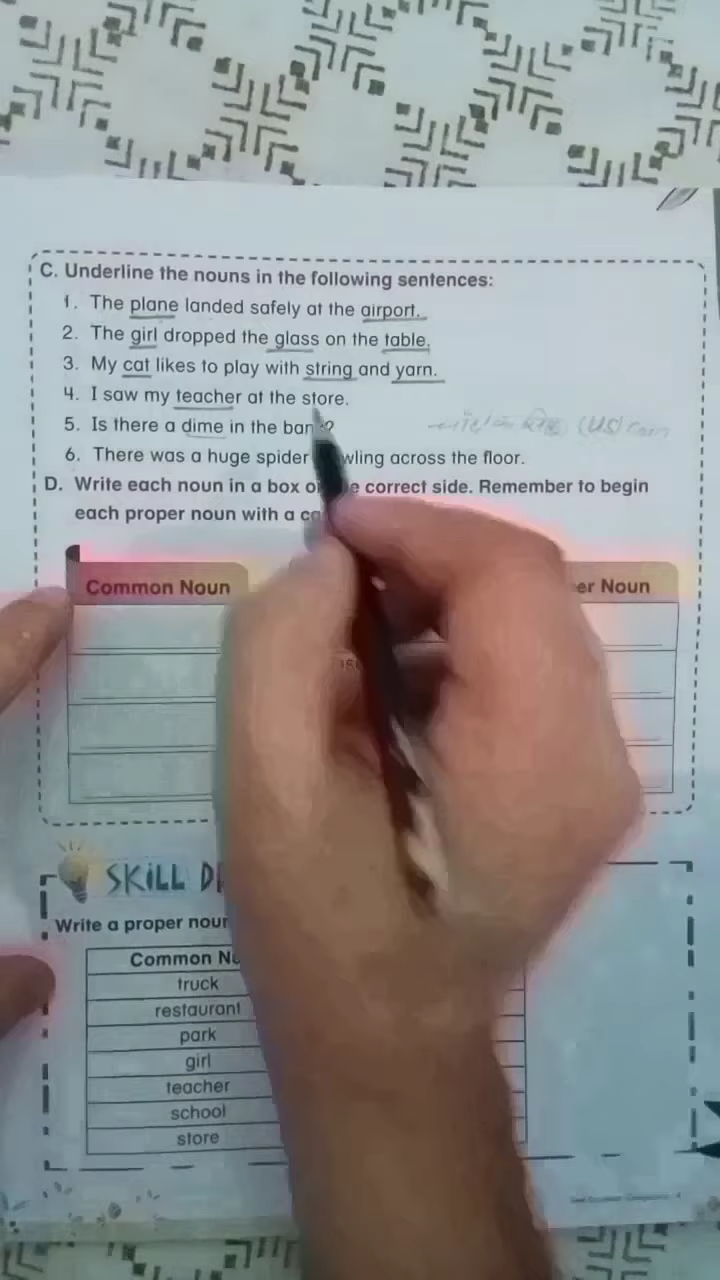 C. Underline the nouns in the following sentences:
1. The plane landed safely at the airport.
2. The girl dropped the glass on the table.
3. My cat likes to play with string and yarn.
4. I saw my teacher at the store.
5. Is there a dime in the ban ?
(US)
6. There was a huge spider wling across the floor.
D. Write each noun in a box o e correct side. Remember to begin
each proper noun with a ca
Common Noun er Noun
SKiLL D
Write a proper noun
Common No
truck
restaurant
park
girl
teacher
school
store